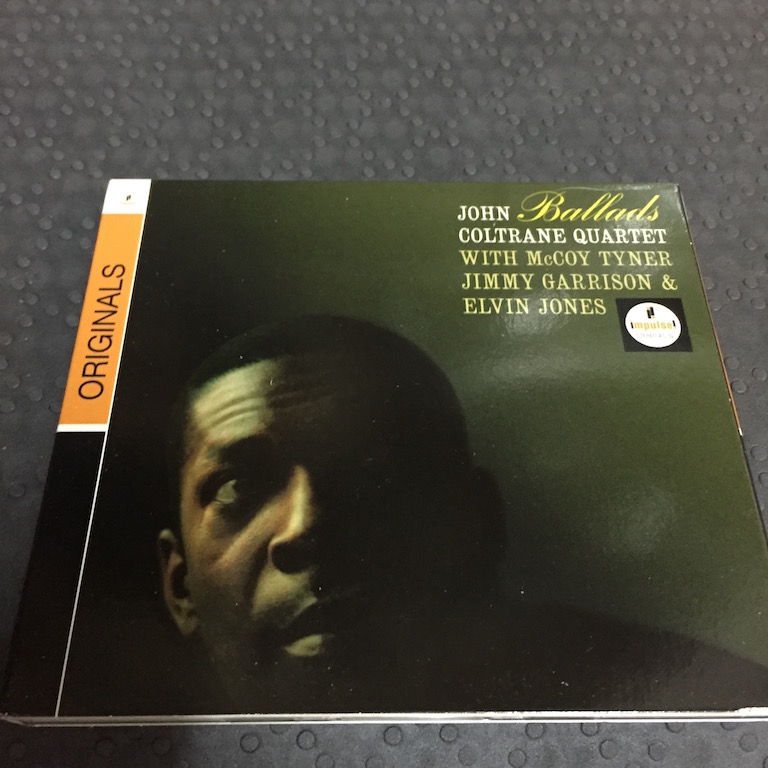 ORIGINALS
JOHN Ballads
COLTRANE QUARTET
WITH McCOY TYNER
JIMMY GARRISON &
ELVIN JONES
impulse!